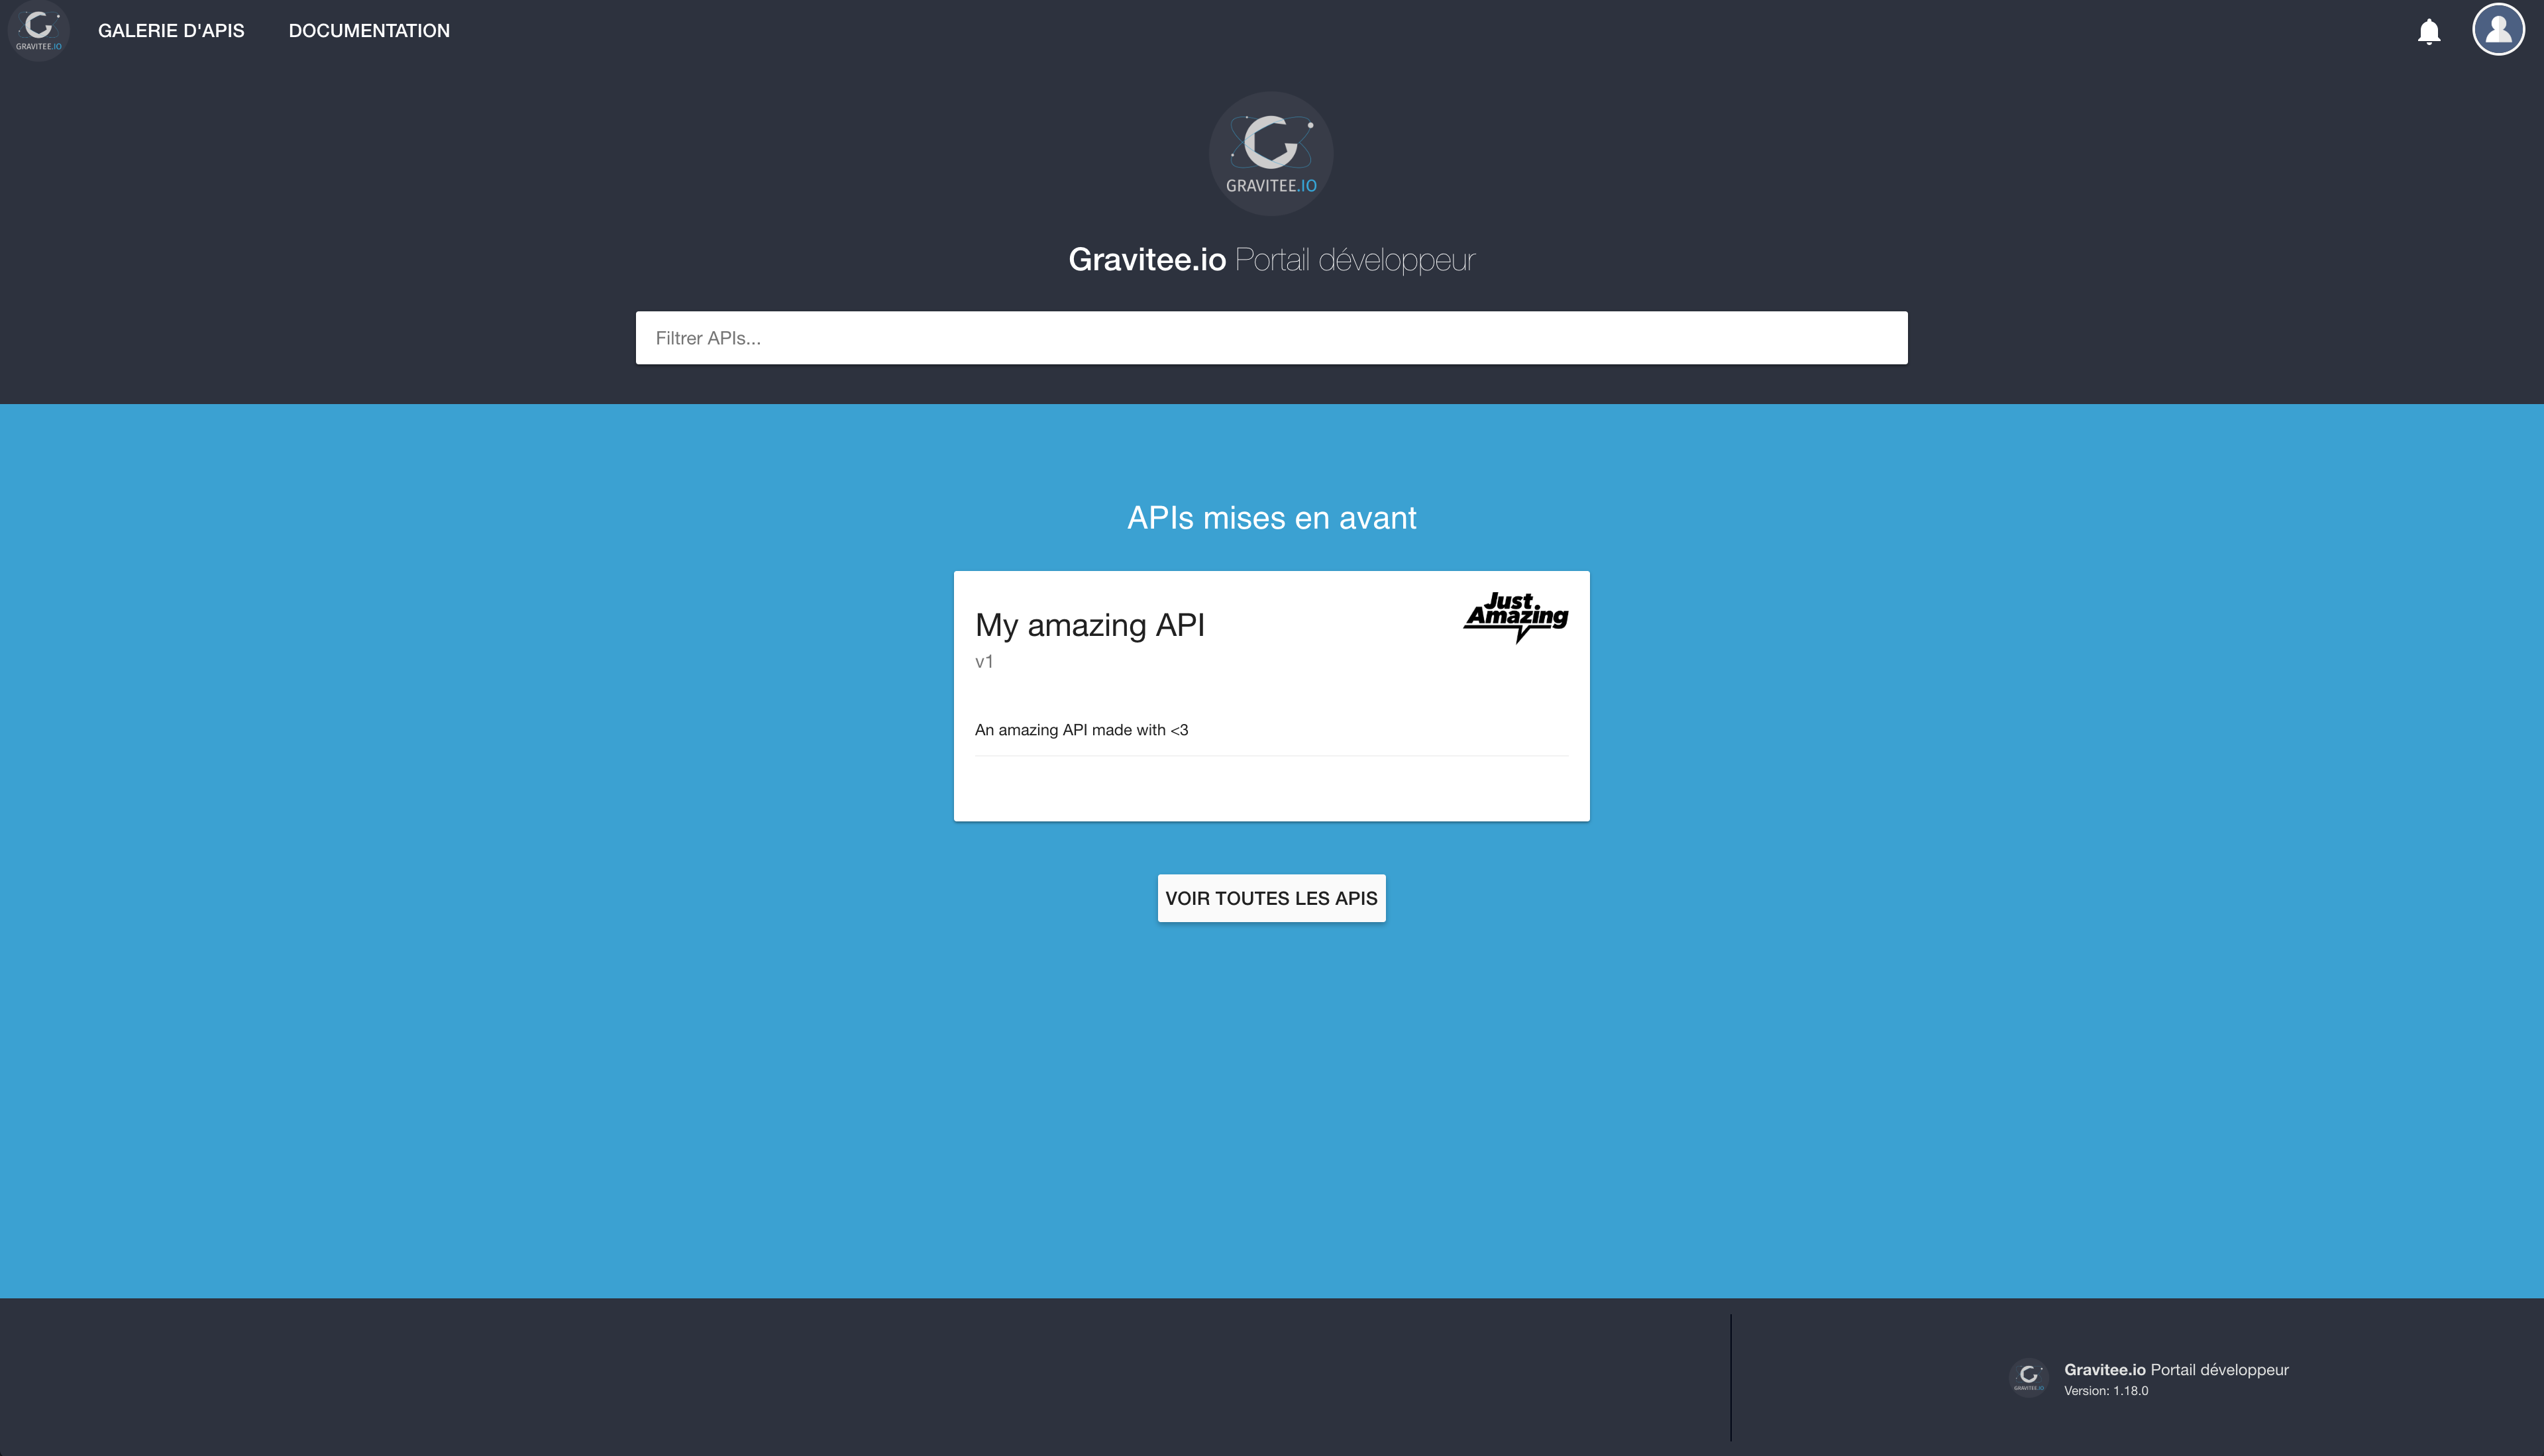 GRAVITEE.IO
GALERIE D'APIS
DOCUMENTATION
GRAVITEE.IO
Gravitee.io Portail développeur
Filtrer APIs...
APIs mises en avant
Just
Amazing
My amazing API
v1
An amazing API made with <3
VOIR TOUTES LES APIS
GRAVITEE.IO
Gravitee.io Portail développeur
Version: 1.18.0